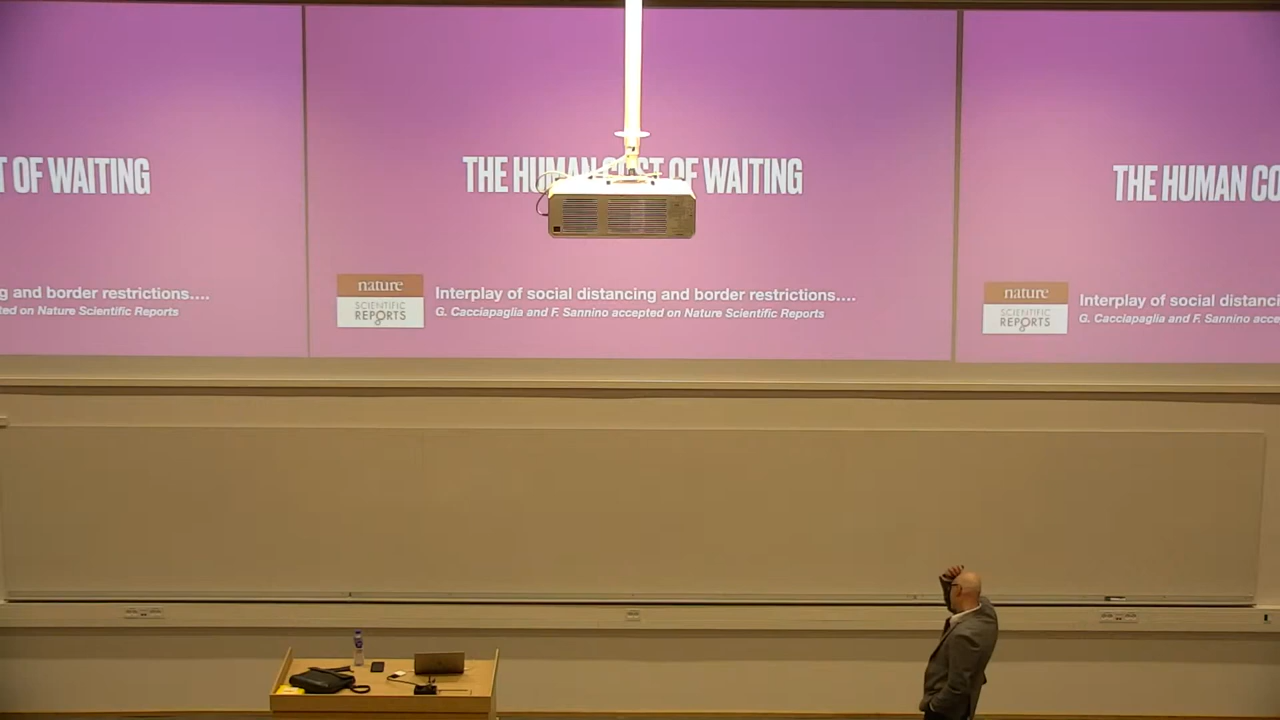 T OF WAITING
g and border restrictions....
ted on Nature Scientific Reports
THE HUMAN COST OF WAITING
nature
SCIENTIFIC
REPORTS
Interplay of social distancing and border restrictions....
G. Cacciapaglia and F. Sannino accepted on Nature Scientific Reports
THE HUMAN CO
nature
SCIENTIFIC
REPORTS
Interplay of social distanci
G. Cacciapaglia and F. Sannino acce